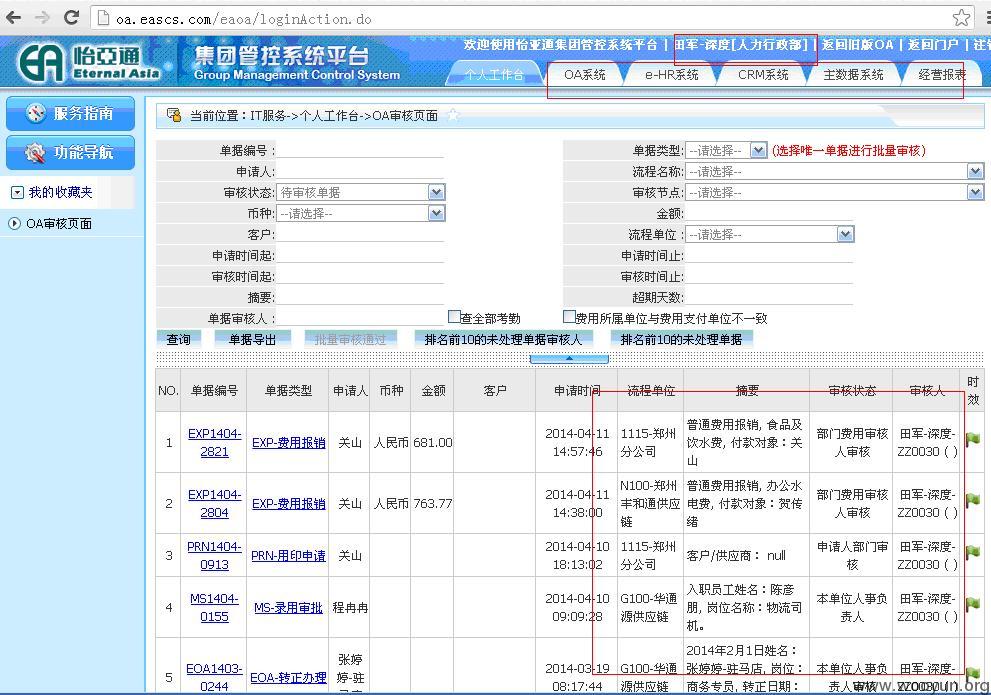 oa.eascs.com/eaoa/loginAction.do
怡亞通
Eternal Asia
集团管控系统平台
Group Management Control System
欢迎使用怡亚通集团管控系统平台 | 田军-深度[人力行政部] | 返回旧版OA | 返回门户 |
个人工作台 OA系统 e-HR系统 CRM系统 主数据系统 经营报表
服务指南
功能导航
我的收藏夹
OA审核页面
当前位置：IT服务->个人工作台->OA审核页面
单据编号： 单据类型: --请选择-- (选择唯一单据进行批量审核)
申请人: 流程名称: --请选择--
审核状态: 待审核单据 审核节点: --请选择--
币种: --请选择-- 金额:
客户: 流程单位： --请选择--
申请时间起: 申请时间止:
审核时间起: 审核时间止:
摘要: 超期天数:
单据审核人： 查全部考勤 费用所属单位与费用支付单位不一致
查询 单据导出 批量审核通过 排名前10的未处理单据审核人 排名前10的未处理单据
NO. 单据编号 单据类型 申请人 币种 金额 客户 申请时间 流程单位 摘要 审核状态 审核人 时效
1 EXP1404-2821 EXP-费用报销 关山 人民币 681.00 2014-04-11 14:57:46 1115-郑州分公司 普通费用报销, 食品及饮水费, 付款对象：关山 部门费用审核人审核 田军-深度-ZZ0030 ( )
2 EXP1404-2804 EXP-费用报销 关山 人民币 763.77 2014-04-11 14:38:00 N100-郑州丰和通供应链 普通费用报销, 办公水电费, 付款对象：贺传绪 部门费用审核人审核 田军-深度-ZZ0030 ( )
3 PRN1404-0913 PRN-用印申请 关山 2014-04-10 18:13:02 1115-郑州分公司 客户/供应商： null 申请人部门审核 田军-深度-ZZ0030 ( )
4 MS1404-0155 MS-录用审批 程冉冉 2014-04-10 09:09:28 G100-华通源供应链 入职员工姓名：陈彦朋, 岗位名称：物流司机。 本单位人事负责人 田军-深度-ZZ0030 ( )
5 EOA1403-0244 EOA-转正办理 张婷婷-驻 2014-03-19 08:17:44 G100-华通源供应链 2014年2月1日姓名：张婷婷-驻马店, 岗位：商务专员, 转正日期： 本单位人事负责人审核 田军-深度-
www.wooyun.org